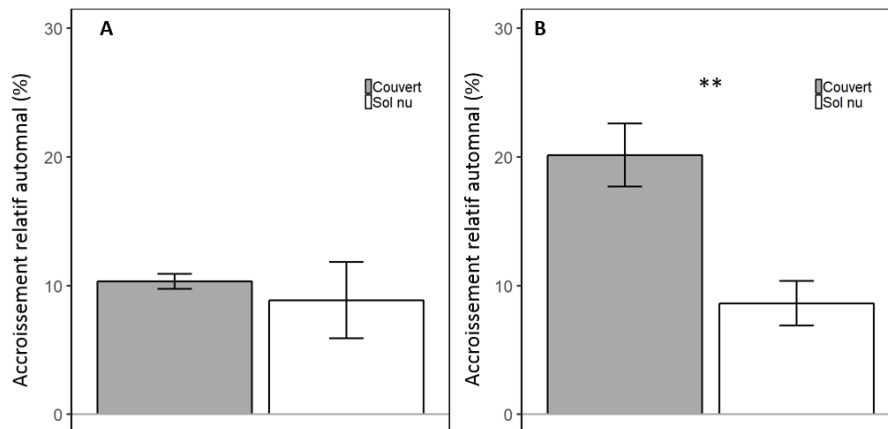 A
Couvert
Sol nu
30
20
10
0
Accroissement relatif automnal (%)
B
**
Couvert
Sol nu
30
20
10
0
Accroissement relatif automnal (%)